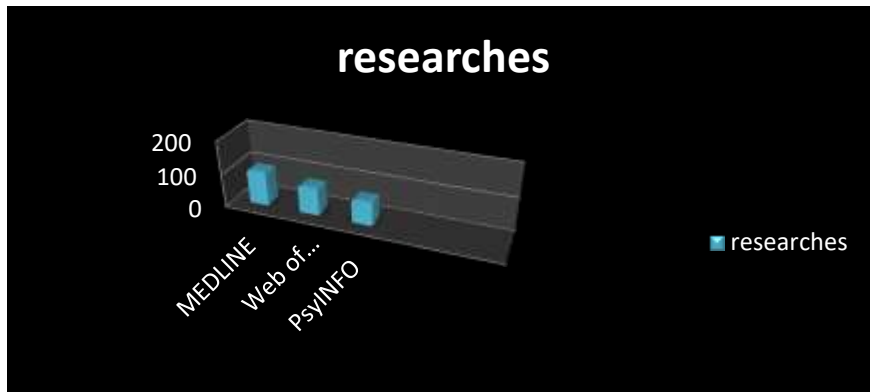 researches
200
100
0
MEDLINE
Web of...
PsyINFO
researches